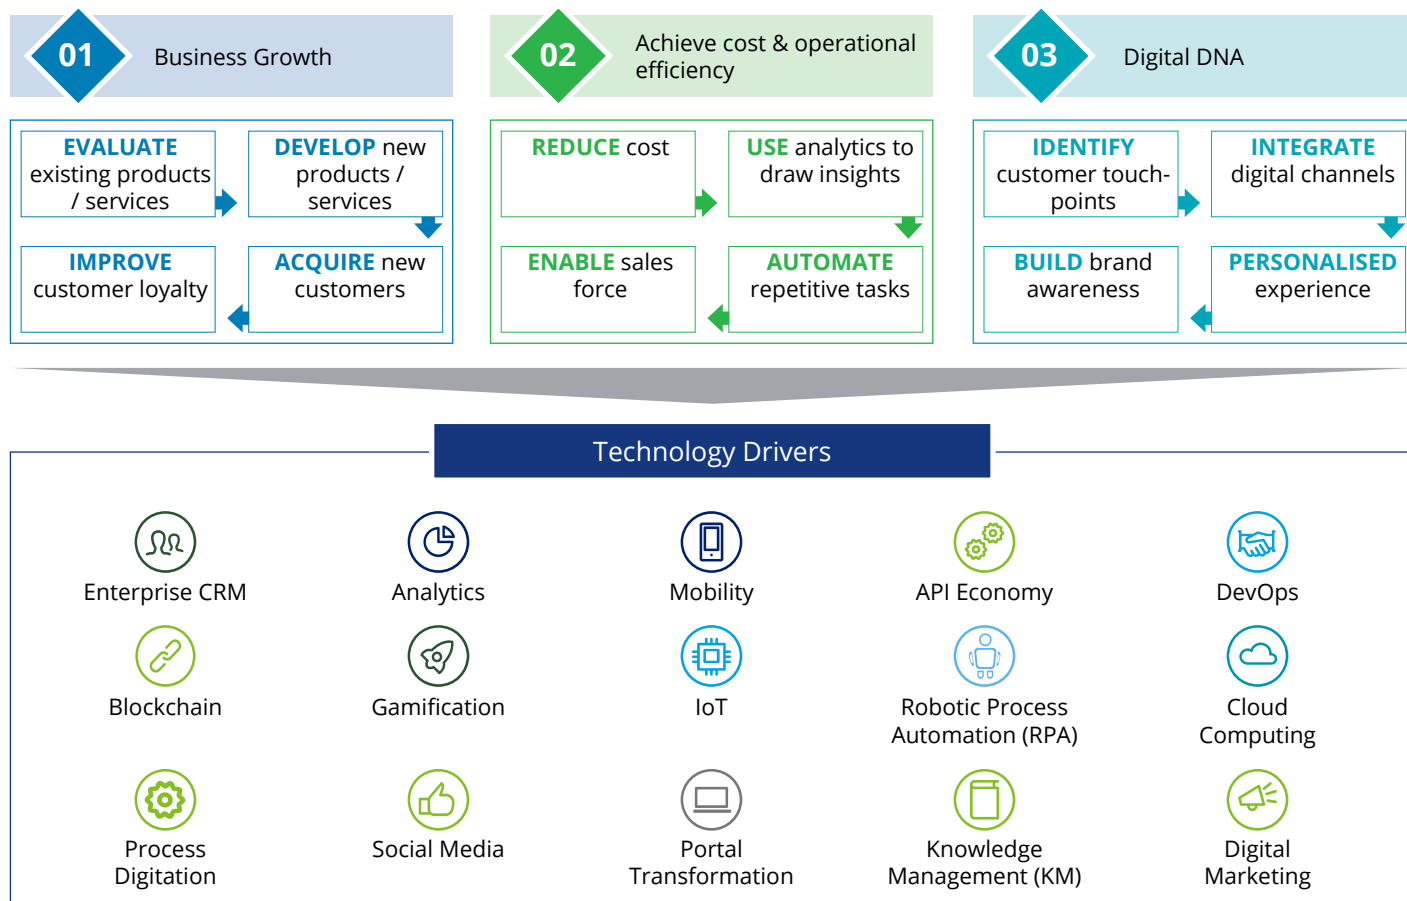 01
Business Growth
02
Achieve cost & operational
efficiency
03
Digital DNA
EVALUATE
existing products
/ services
DEVELOP new
products /
services
IMPROVE
customer loyalty
ACQUIRE new
customers
REDUCE cost
USE analytics to
draw insights
ENABLE sales
force
AUTOMATE
repetitive tasks
IDENTIFY
customer touch-
points
INTEGRATE
digital channels
BUILD brand
awareness
PERSONALISED
experience
Technology Drivers
Enterprise CRM
Analytics
Mobility
API Economy
DevOps
Blockchain
Gamification
IoT
Robotic Process
Automation (RPA)
Cloud
Computing
Process
Digitation
Social Media
Portal
Transformation
Knowledge
Management (KM)
Digital
Marketing